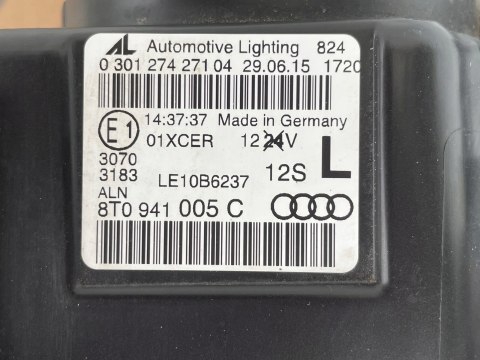 AL Automotive Lighting 824
0 301 274 271 04 29.06.15 1720
E1 14:37:37 Made in Germany
01XCER 12 24V
3070
3183 LE10B6237 12S L
ALN
8T0 941 005 C